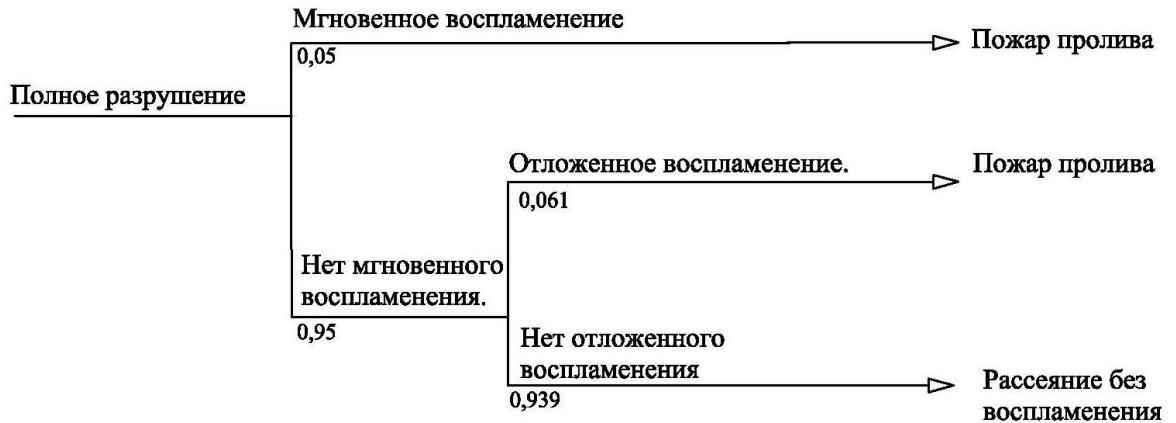 Мгновенное воспламенение
0,05
Пожар пролива
Полное разрушение
Отложенное воспламенение.
0,061
Пожар пролива
Нет мгновенного
воспламенения.
0,95
Нет отложенного
воспламенения
0,939
Рассеяние без
воспламенения